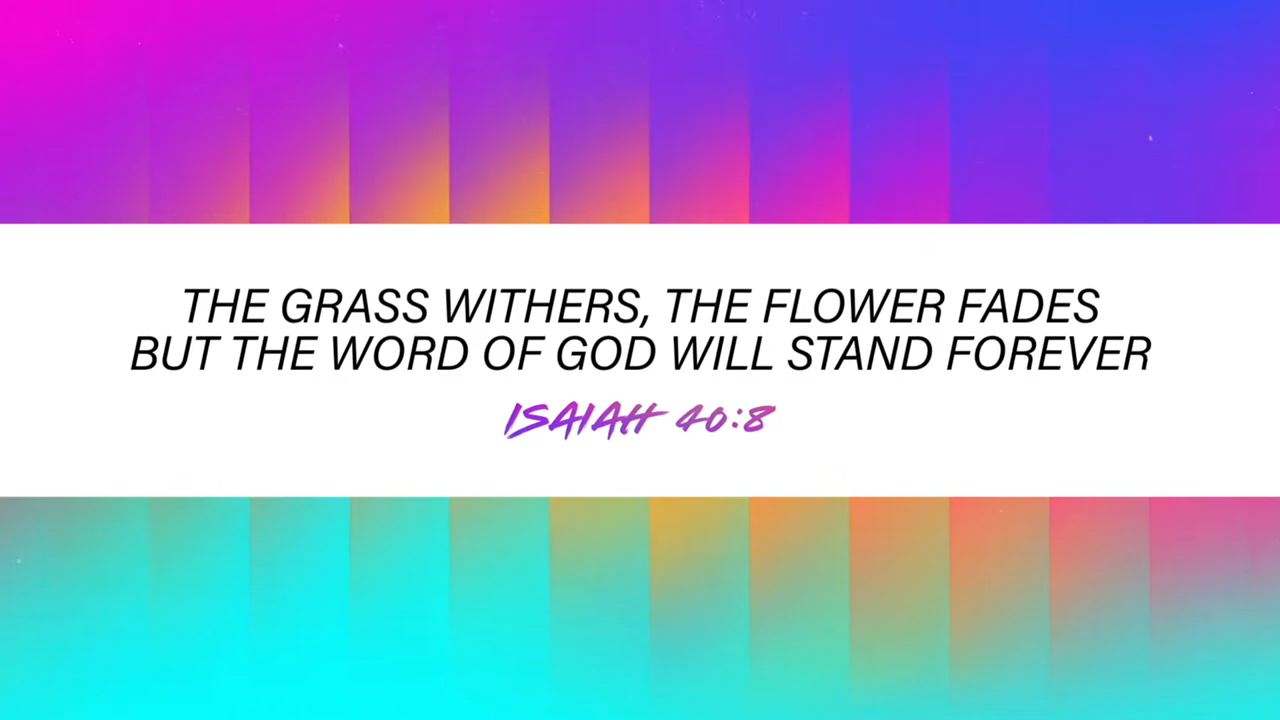 THE GRASS WITHERS, THE FLOWER FADES
BUT THE WORD OF GOD WILL STAND FOREVER
ISAIAH 40:8